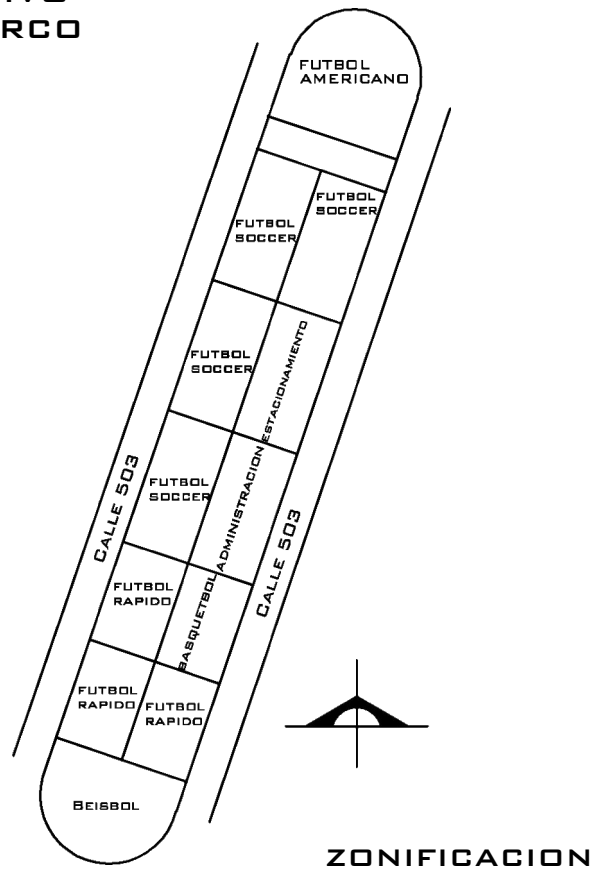 RCO
FUTBOL
AMERICANO
FUTBOL
SOCCER
FUTBOL
SOCCER
FUTBOL
SOCCER
ESTACIONAMIENTO
FUTBOL
SOCCER
ADMINISTRACION
CALLE 503
CALLE 503
FUTBOL
RAPIDO
BASQUETBOL
FUTBOL
RAPIDO
FUTBOL
RAPIDO
BEISBOL
ZONIFICACION